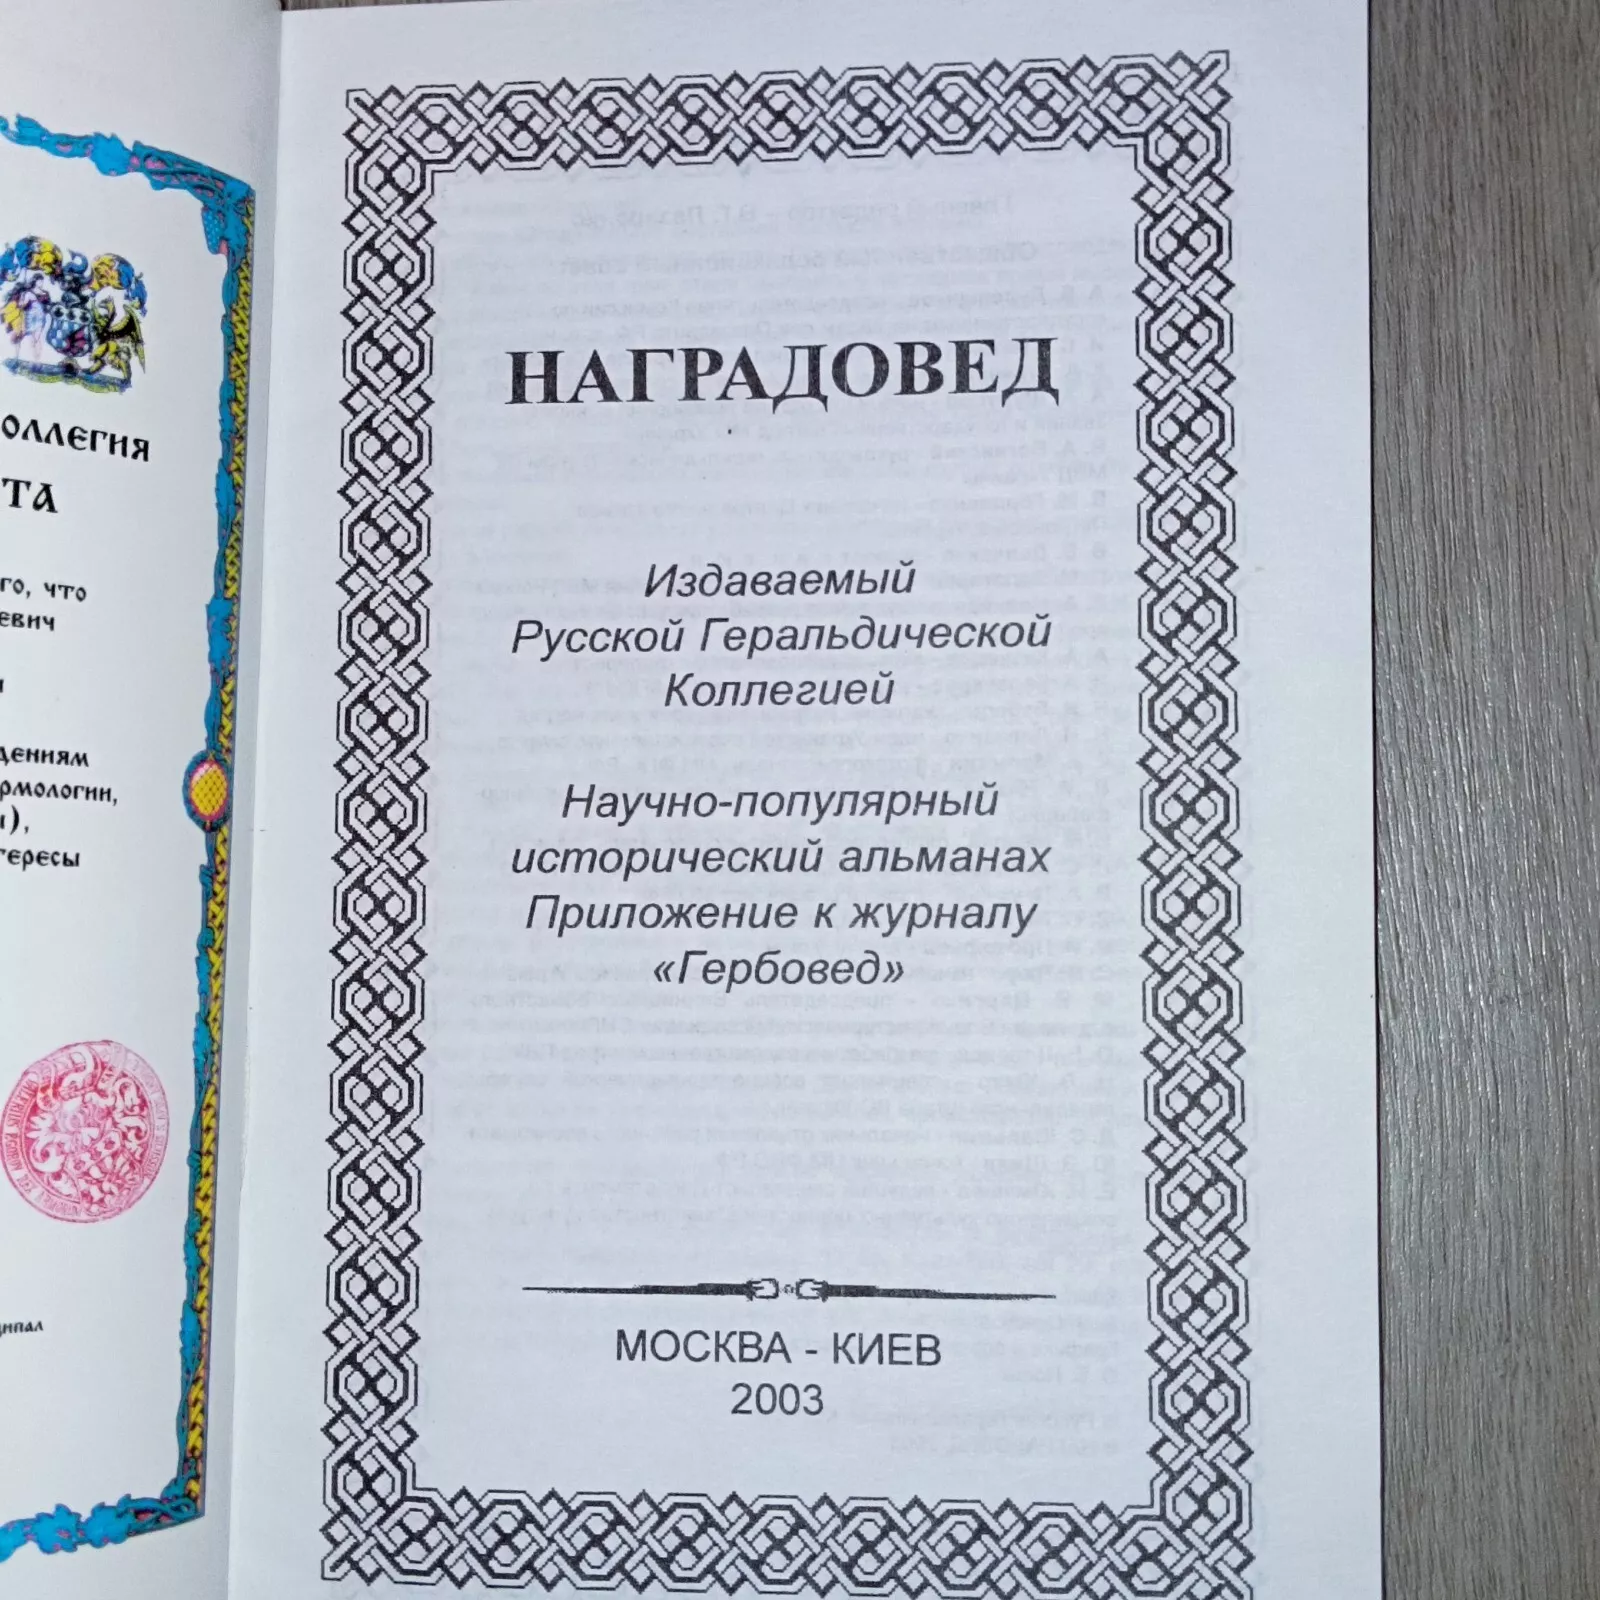 ОЛЛЕГИЯ
ТА
го, что
евич
дениям
рмологии,
),
тересы
ципал
НАГРАДОВЕД
Издаваемый
Русской Геральдической
Коллегией
Научно-популярный
исторический альманах
Приложение к журналу
«Гербовед»
МОСКВА - КИЕВ
2003